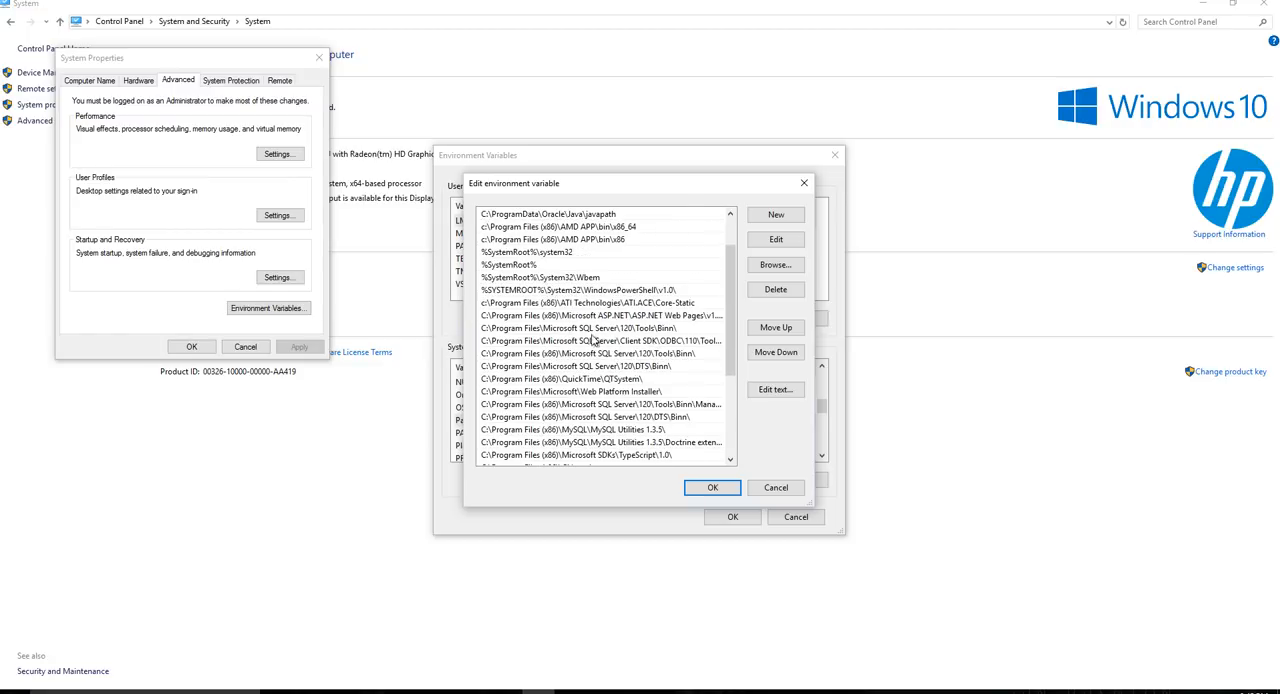 System
Control Panel > System and Security > System
Search Control Panel
Control Panel
Device Ma
Remote se
System pro
Advanced
puter
System Properties
Computer Name Hardware Advanced System Protection Remote
You must be logged on as an Administrator to make most of these changes.
Performance
Visual effects, processor scheduling, memory usage, and virtual memory
Settings...
User Profiles
Desktop settings related to your sign-in
Settings...
Startup and Recovery
System startup, system failure, and debugging information
Settings...
Environment Variables...
OK Cancel Apply
with Radeon(tm) HD Graphic
stem, x64-based processor
put is available for this Displa
are License Terms
Product ID: 00326-10000-00000-AA419
Windows 10
hp
Support Information
Change settings
Change product key
Environment Variables
Edit environment variable
C:\ProgramData\Oracle\Java\javapath
c:\Program Files (x86)\AMD APP\bin\x86_64
c:\Program Files (x86)\AMD APP\bin\x86
%SystemRoot%\system32
%SystemRoot%
%SystemRoot%\System32\Wbem
%SYSTEMROOT%\System32\WindowsPowerShell\v1.0\
c:\Program Files (x86)\ATI Technologies\ATI.ACE\Core-Static
C:\Program Files (x86)\Microsoft ASP.NET\ASP.NET Web Pages\v1....
C:\Program Files\Microsoft SQL Server\120\Tools\Binn\
C:\Program Files\Microsoft SQL Server\Client SDK\ODBC\110\Tool...
C:\Program Files (x86)\Microsoft SQL Server\120\Tools\Binn\
C:\Program Files\Microsoft SQL Server\120\DTS\Binn\
C:\Program Files (x86)\QuickTime\QTSystem\
C:\Program Files\Microsoft\Web Platform Installer\
C:\Program Files (x86)\Microsoft SQL Server\120\Tools\Binn\Mana...
C:\Program Files (x86)\Microsoft SQL Server\120\DTS\Binn\
C:\Program Files (x86)\MySQL\MySQL Utilities 1.3.5\
C:\Program Files (x86)\MySQL\MySQL Utilities 1.3.5\Doctrine exten...
C:\Program Files (x86)\Microsoft SDKs\TypeScript\1.0\
New
Edit
Browse...
Delete
Move Up
Move Down
Edit text...
OK Cancel
OK Cancel
See also
Security and Maintenance